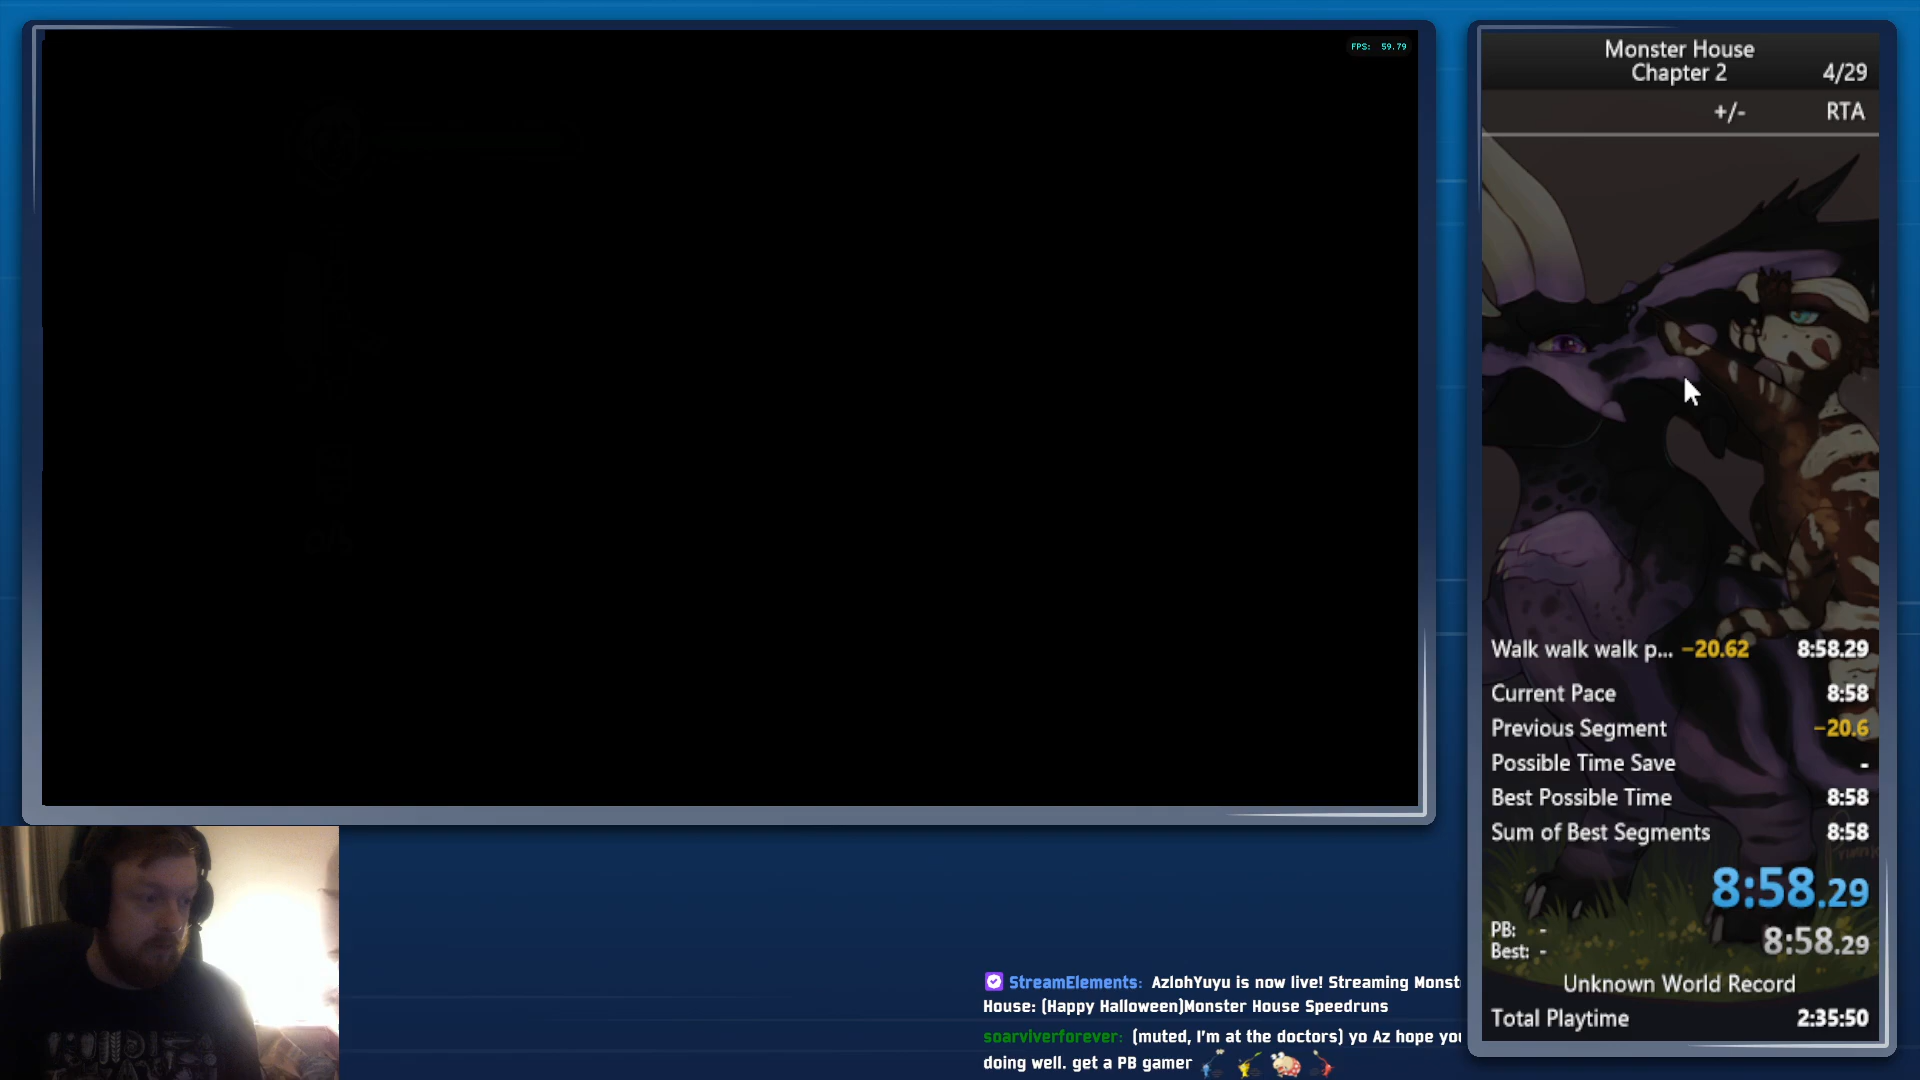 FPS: 59.79
Monster House
Chapter 2 4/29
+/- RTA
Walk walk walk p... −20.62 8:58.29
Current Pace 8:58
Previous Segment −20.6
Possible Time Save -
Best Possible Time 8:58
Sum of Best Segments 8:58
8:58.29
PB: -
8:58.29
Best: -
Unknown World Record
Total Playtime 2:35:50
StreamElements: AzlohYuyu is now live! Streaming Monst
House: (Happy Halloween)Monster House Speedruns
soarviverforever: (muted, I'm at the doctors) yo Az hope you
doing well. get a PB gamer